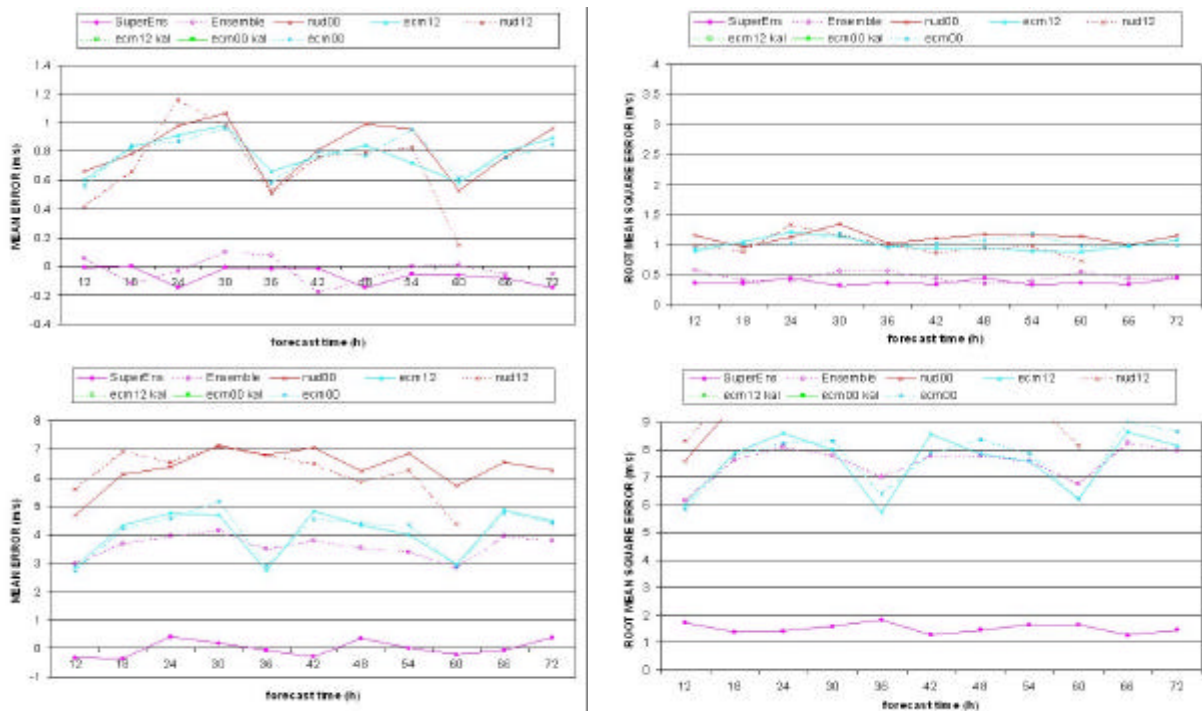 SuperEns Ensemble nud00 ecm12 nud12
ecm12 kal ecm00 kal ecm00
1.4
1.2
1
0.8
0.6
0.4
0.2
0
-0.2
-0.4
MEAN ERROR (m/s)
12 18 24 30 36 42 48 54 60 66 72
forecast time (h)
SuperEns Ensemble nud00 ecm12 nud12
ecm12 kal ecm00 kal ecm00
4
3.5
3
2.5
2
1.5
1
0.5
0
ROOT MEAN SQUARE ERROR (m/s)
12 18 24 30 36 42 48 54 60 66 72
forecast time (h)
SuperEns Ensemble nud00 ecm12 nud12
ecm12 kal ecm00 kal ecm00
8
7
6
5
4
3
2
1
0
-1
MEAN ERROR (m/s)
12 18 24 30 36 42 48 54 60 66 72
forecast time (h)
SuperEns Ensemble nud00 ecm12 nud12
ecm12 kal ecm00 kal ecm00
9
8
7
6
5
4
3
2
1
0
ROOT MEAN SQUARE ERROR (m/s)
12 18 24 30 36 42 48 54 60 66 72
forecast time (h)